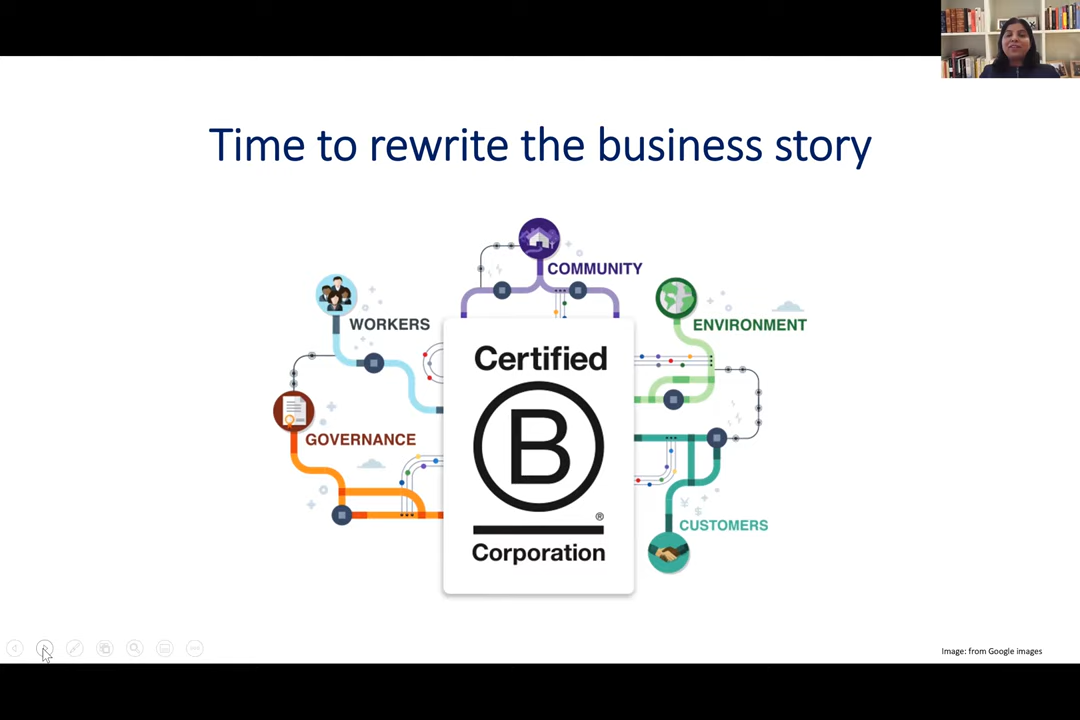 Time to rewrite the business story
COMMUNITY
WORKERS
ENVIRONMENT
Certified
B
GOVERNANCE
®
CUSTOMERS
Corporation
Image: from Google images